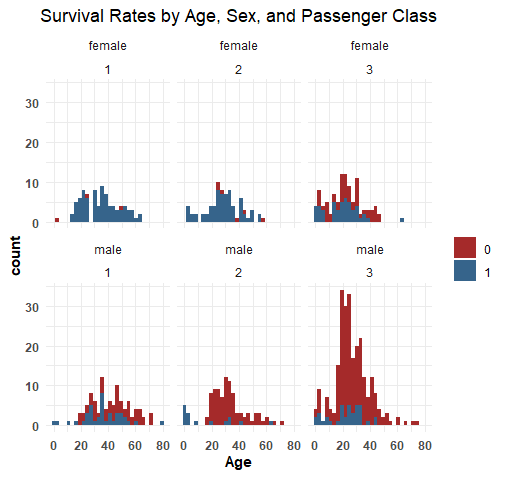 Survival Rates by Age, Sex, and Passenger Class
female female female
1 2 3
30
20
10
0
male male male
1 2 3
30
20
10
0
0 20 40 60 80 0 20 40 60 80 0 20 40 60 80
Age
count
0
1